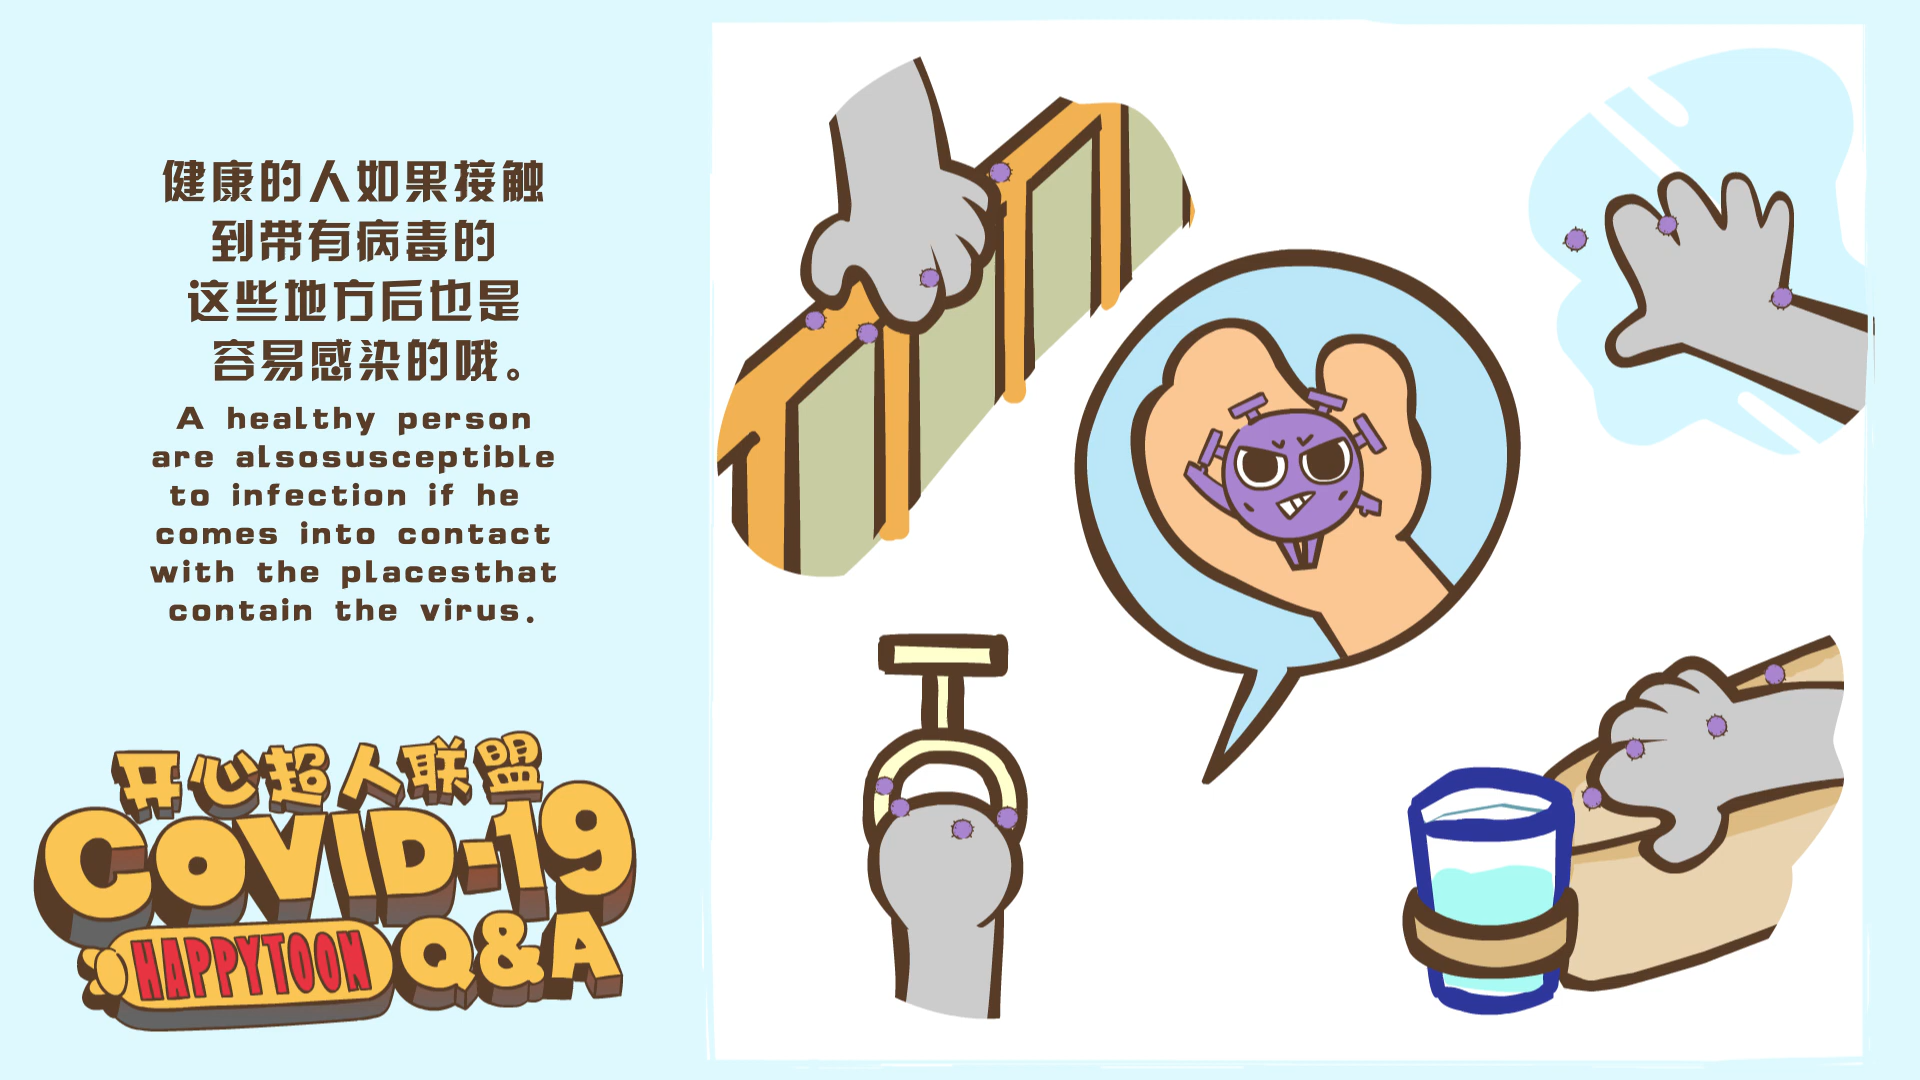 健康的人如果接触
到带有病毒的
这些地方后也是
容易感染的哦。
A healthy person
are alsosusceptible
to infection if he
comes into contact
with the placesthat
contain the virus.
开心超人联盟
COVID-19
HAPPYTOON Q&A